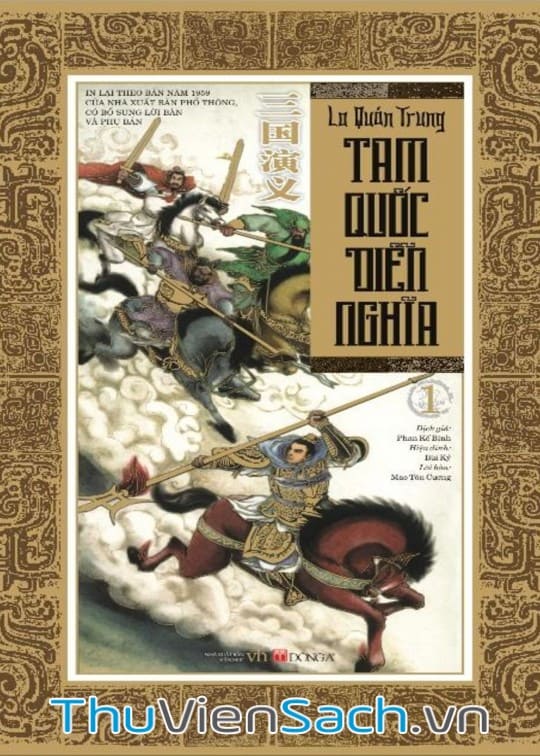 IN LẠI THEO BẢN NĂM 1959
CỦA NHÀ XUẤT BẢN PHỔ THÔNG,
CÓ BỔ SUNG LỜI BÀN
VÀ PHỤ BẢN
三国演义
La Quán Trung
TAM
QUỐC
DIỄN
NGHĨA
1
Dịch giả:
Phan Kế Bính
Hiệu đính:
Bùi Kỷ
Lời bàn:
Mao Tôn Cương
vh ĐÔNG A
ThuVienSach.vn